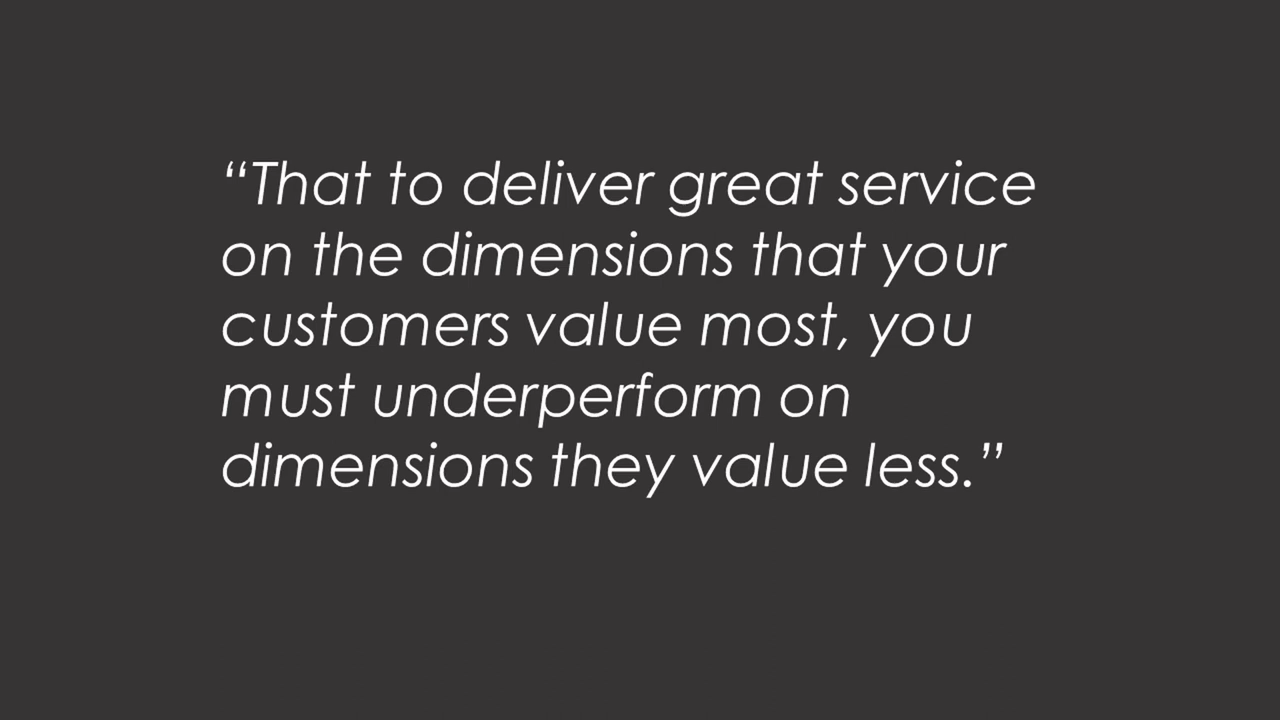 “That to deliver great service
on the dimensions that your
customers value most, you
must underperform on
dimensions they value less.”